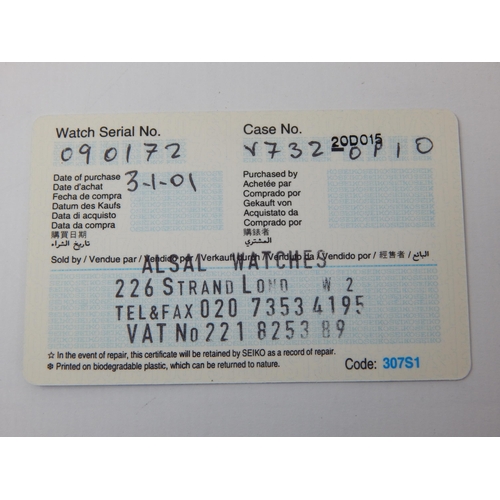 Watch Serial No.
090172
Case No.
20D015
V732-0P10
Date of purchase
Date d'achat
Fecha de compra
Datum des Kaufs
Data di acquisto
Data da compra
購買日期
تاريخ الشراء
3-1-01
Purchased by
Achetée par
Comprado por
Gekauft von
Acquistato da
Comprado por
購錶者
المشتري
Sold by / Vendue par / Vendido por / Verkauft durch / Venduto da / Vendido por / 經售者 / البائع
ALSAL WATCHES
226 STRAND LOND W 2
TEL&FAX 020 7353 4195
VAT No 221 8253 89
☆ In the event of repair, this certificate will be retained by SEIKO as a record of repair.
❄ Printed on biodegradable plastic, which can be returned to nature.
Code: 307S1